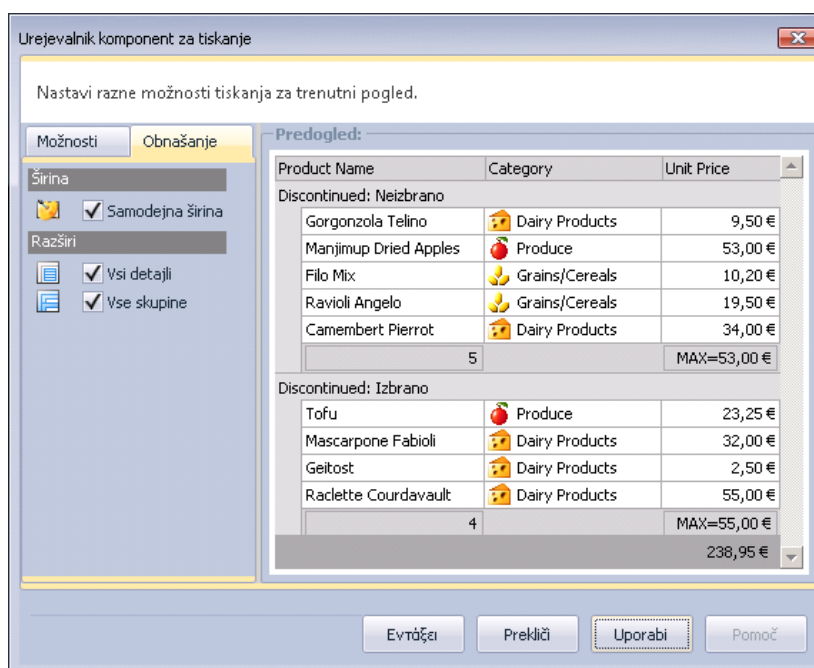 Urejevalnik komponent za tiskanje
Nastavi razne možnosti tiskanja za trenutni pogled.
Možnosti Obnašanje
Širina
Samodejna širina
Razširi
Vsi detajli
Vse skupine
Predogled:
Product Name Category Unit Price
Discontinued: Neizbrano
Gorgonzola Telino Dairy Products 9,50 €
Manjimup Dried Apples Produce 53,00 €
Filo Mix Grains/Cereals 10,20 €
Ravioli Angelo Grains/Cereals 19,50 €
Camembert Pierrot Dairy Products 34,00 €
5 MAX=53,00 €
Discontinued: Izbrano
Tofu Produce 23,25 €
Mascarpone Fabioli Dairy Products 32,00 €
Geitost Dairy Products 2,50 €
Raclette Courdavault Dairy Products 55,00 €
4 MAX=55,00 €
238,95 €
Εντάξει Prekliči Uporabi Pomoč